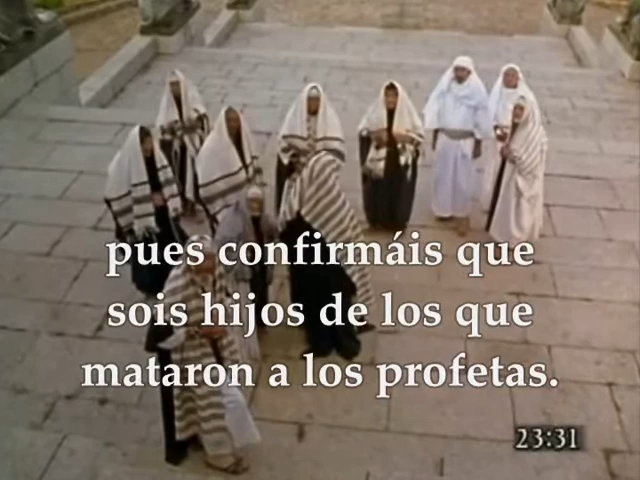 pues confirmáis que
sois hijos de los que
mataron a los profetas.
23:31